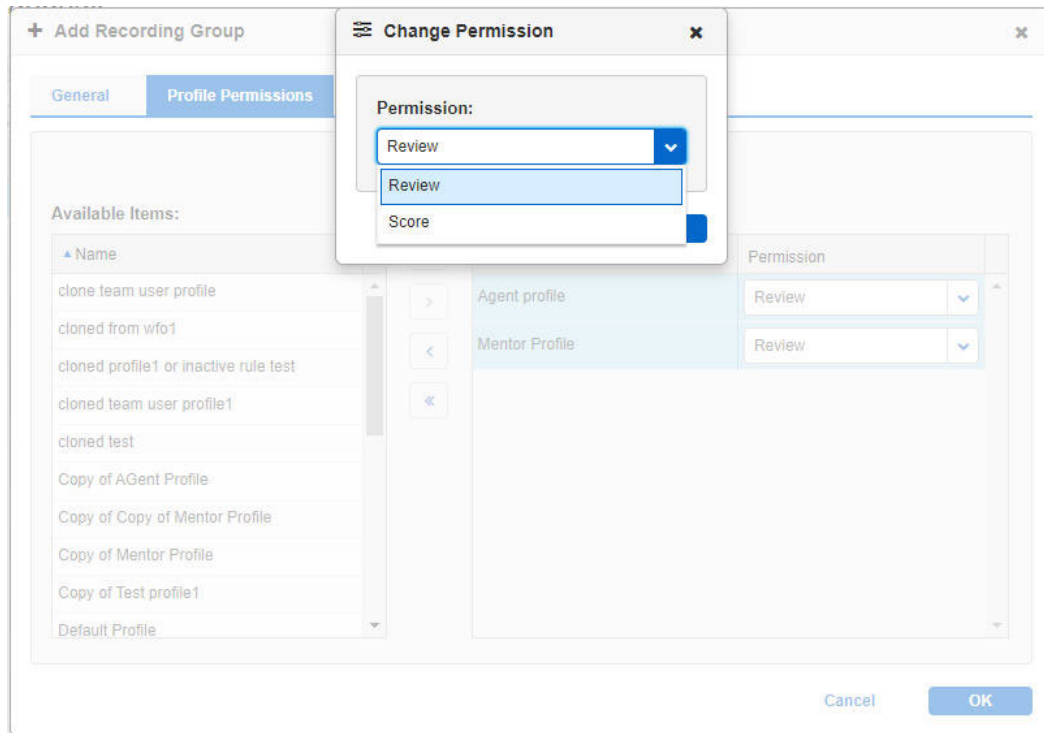 Add Recording Group
Change Permission
General
Profile Permissions
Permission:
Review
Review
Score
Available Items:
Name
Permission
clone team user profile
Agent profile
Review
cloned from wfo1
Mentor Profile
Review
cloned profile1 or inactive rule test
cloned team user profile1
cloned test
Copy of AGent Profile
Copy of Copy of Mentor Profile
Copy of Mentor Profile
Copy of Test profile1
Default Profile
Cancel
OK